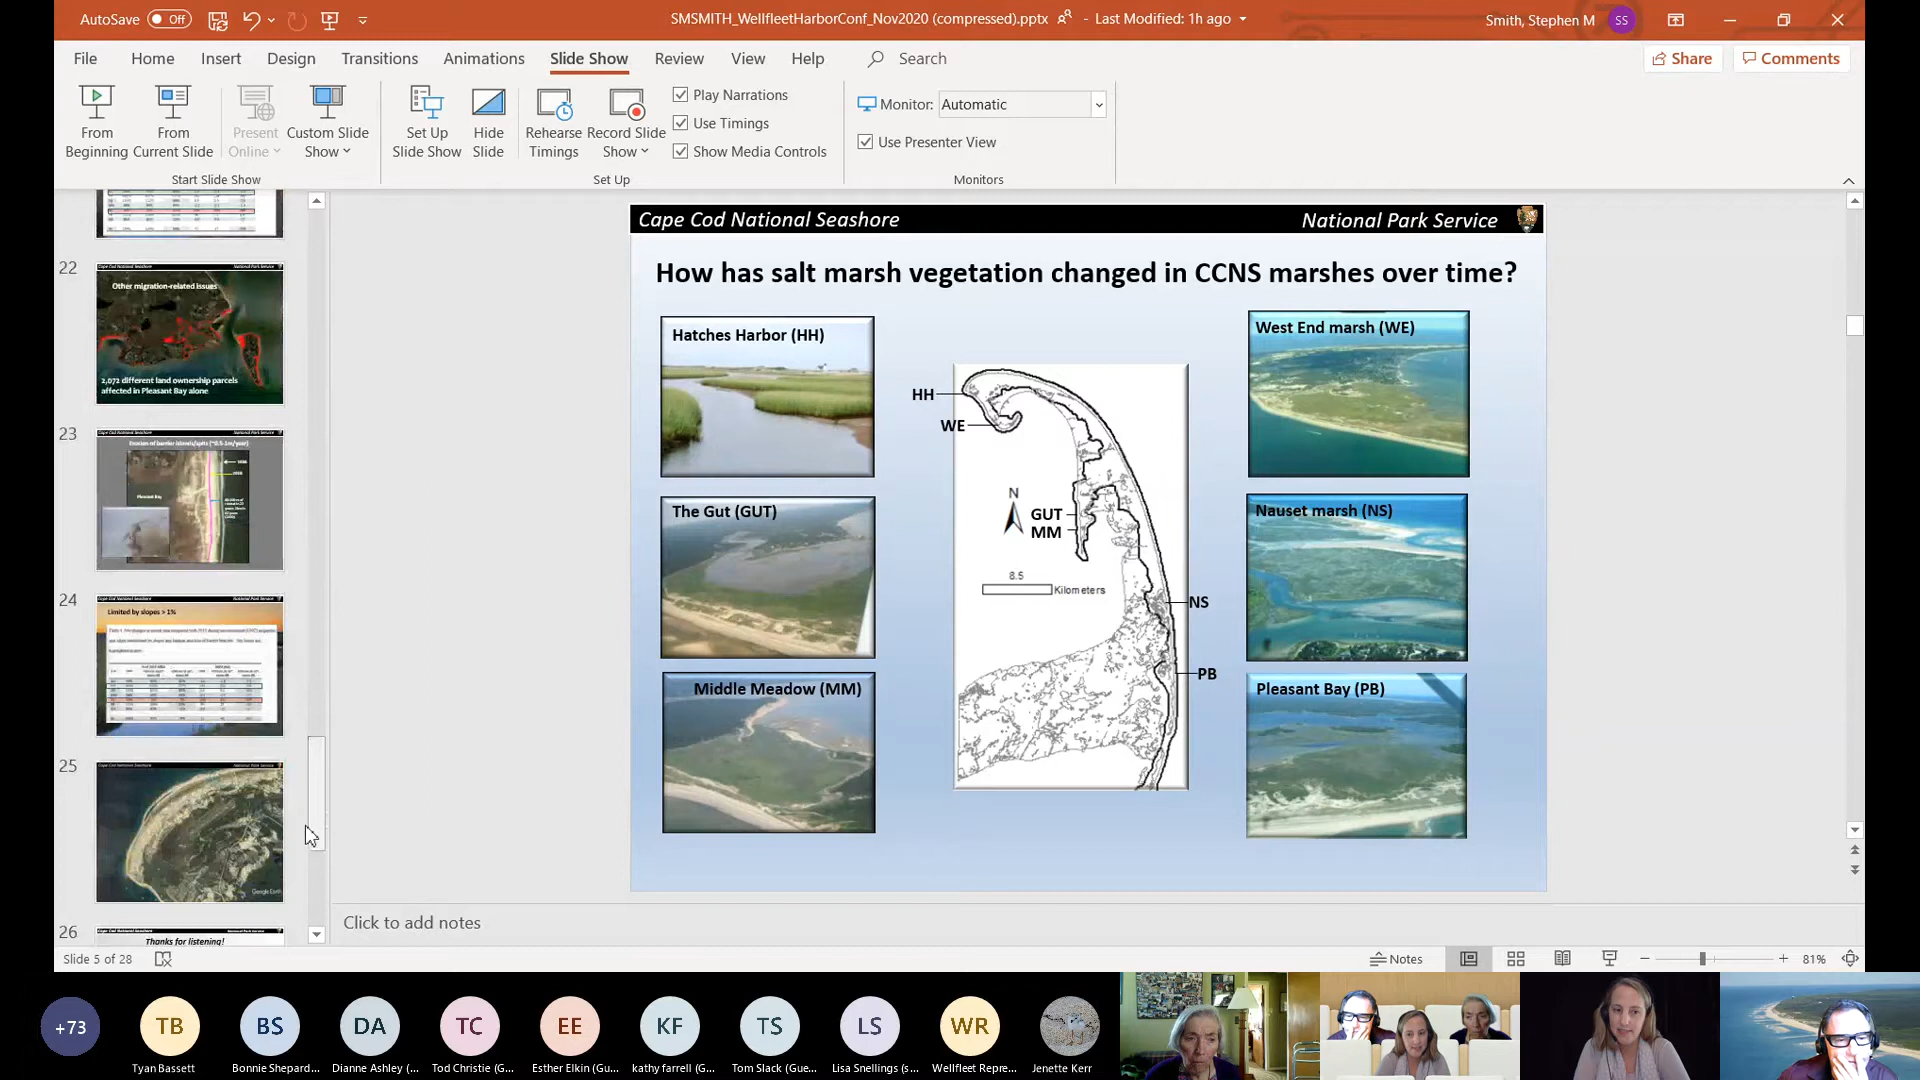 AutoSave Off
SMSMITH_WellfleetHarborConf_Nov2020 (compressed).pptx - Last Modified: 1h ago
Smith, Stephen M SS
File Home Insert Design Transitions Animations Slide Show Review View Help Search
Share Comments
From Beginning
From Current Slide
Present Online
Custom Slide Show
Start Slide Show
Set Up Slide Show
Hide Slide
Rehearse Timings
Record Slide Show
Play Narrations
Use Timings
Show Media Controls
Set Up
Monitor: Automatic
Use Presenter View
Monitors
22
Other migration-related issues
2,072 different land ownership parcels
affected in Pleasant Bay alone
23
Pleasant Bay
24
Limited by slopes > 1%
25
Google Earth
26
Thanks for listening!
Cape Cod National Seashore
National Park Service
How has salt marsh vegetation changed in CCNS marshes over time?
Hatches Harbor (HH)
The Gut (GUT)
Middle Meadow (MM)
HH
WE
N
GUT
MM
8.5
Kilometers
NS
PB
West End marsh (WE)
Nauset marsh (NS)
Pleasant Bay (PB)
Click to add notes
Slide 5 of 28
Notes
81%
+73
TB
BS
DA
TC
EE
KF
TS
LS
WR
Tyan Bassett
Bonnie Shepard...
Dianne Ashley (...
Tod Christie (G...
Esther Elkin (Gu...
kathy farrell (G...
Tom Slack (Gue...
Lisa Snellings (s...
Wellfleet Repre...
Jenette Kerr